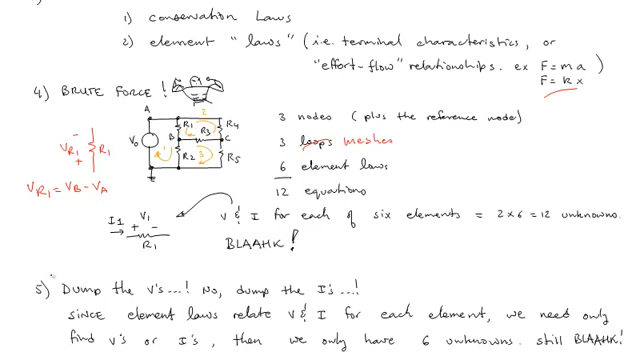 1) conservation Laws
2) element "laws" (i.e. terminal characteristics, or
"effort-flow" relationships. ex F=ma)
F=kx
4) BRUTE FORCE!
A
2
R1
R4
3 nodes (plus the reference node)
-
VR1
+
R1
V0
B
R3
C
3 loops meshes
1
R2
3
R5
6 element laws
VR1 = VB - VA
12 equations
I1
V1
+ -
R1
V & I for each of six elements = 2 x 6 = 12 unknowns.
BLAAHK!
5) Dump the V's...! No, dump the I's...!
SINCE element laws relate V & I for each element, we need only
find V's or I's, then we only have 6 unknowns. still BLAAHK!